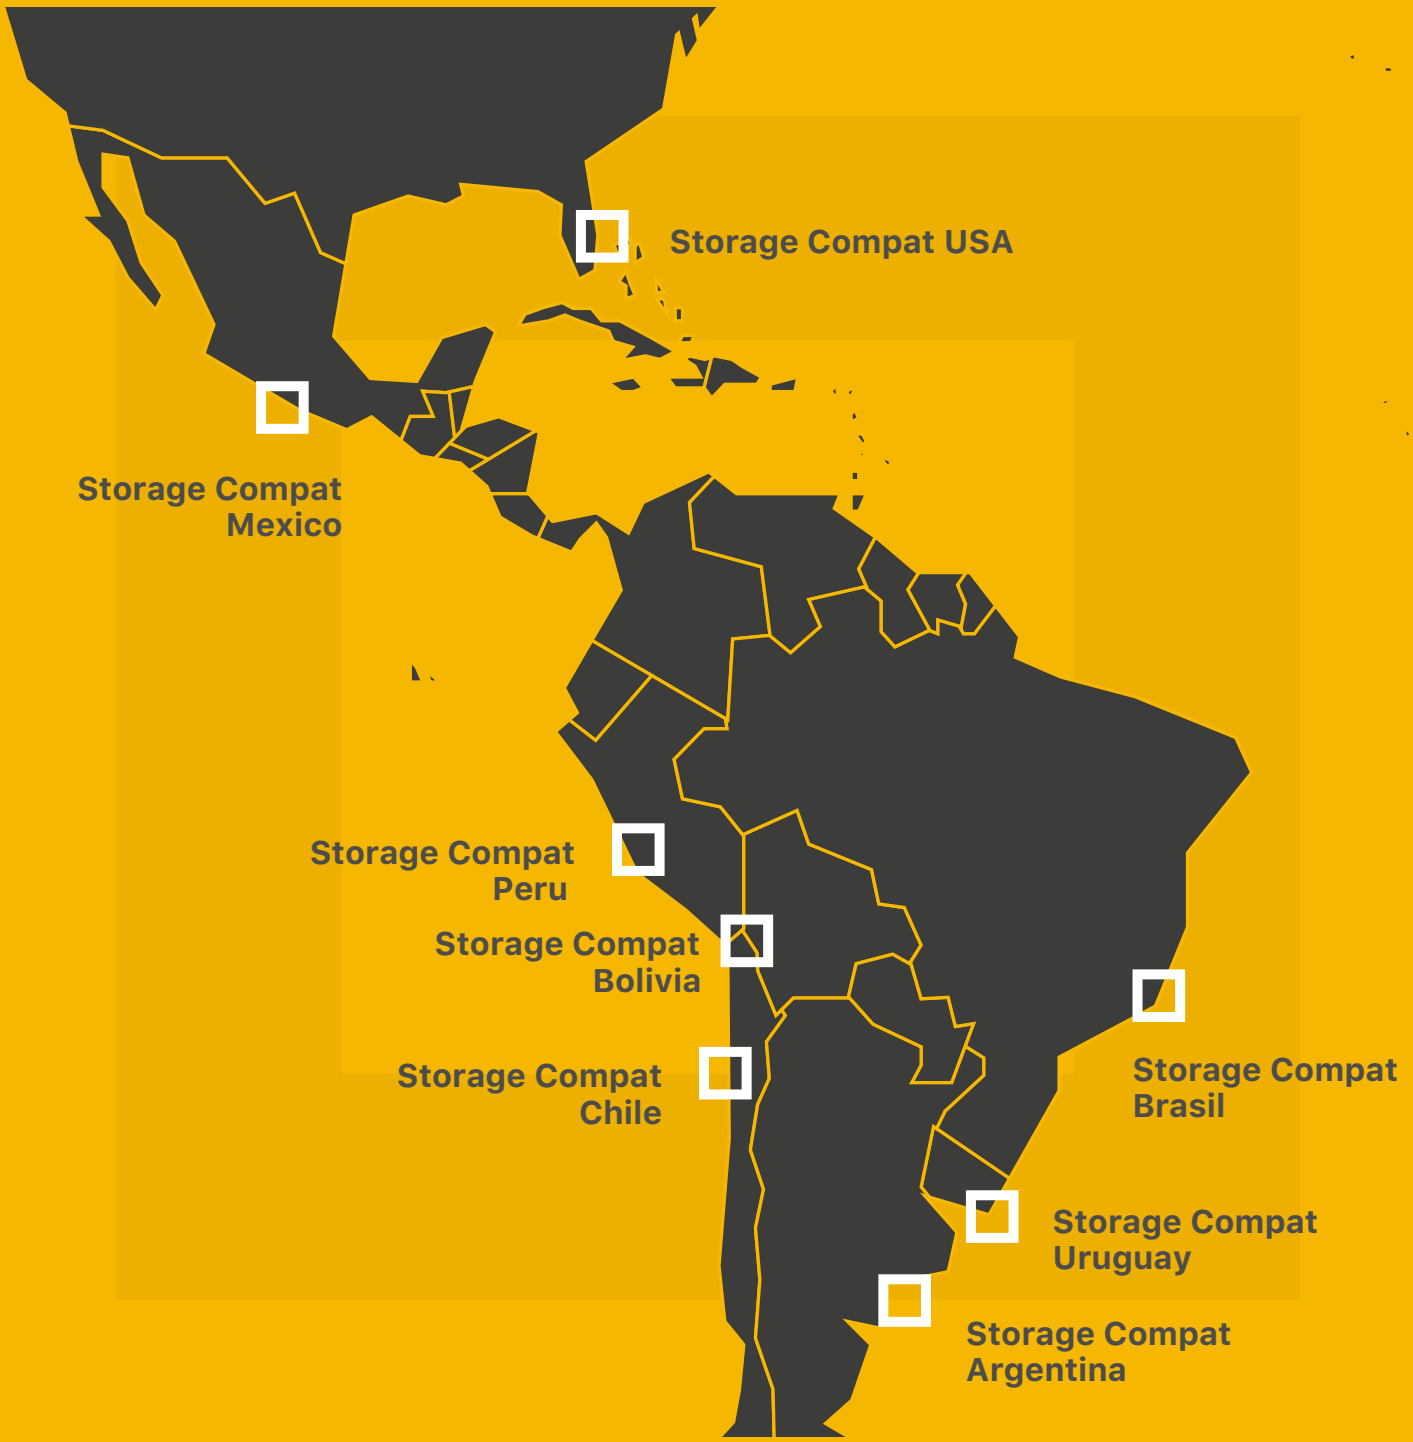 Storage Compat USA
Storage Compat
Mexico
Storage Compat
Peru
Storage Compat
Bolivia
Storage Compat
Chile
Storage Compat
Brasil
Storage Compat
Uruguay
Storage Compat
Argentina